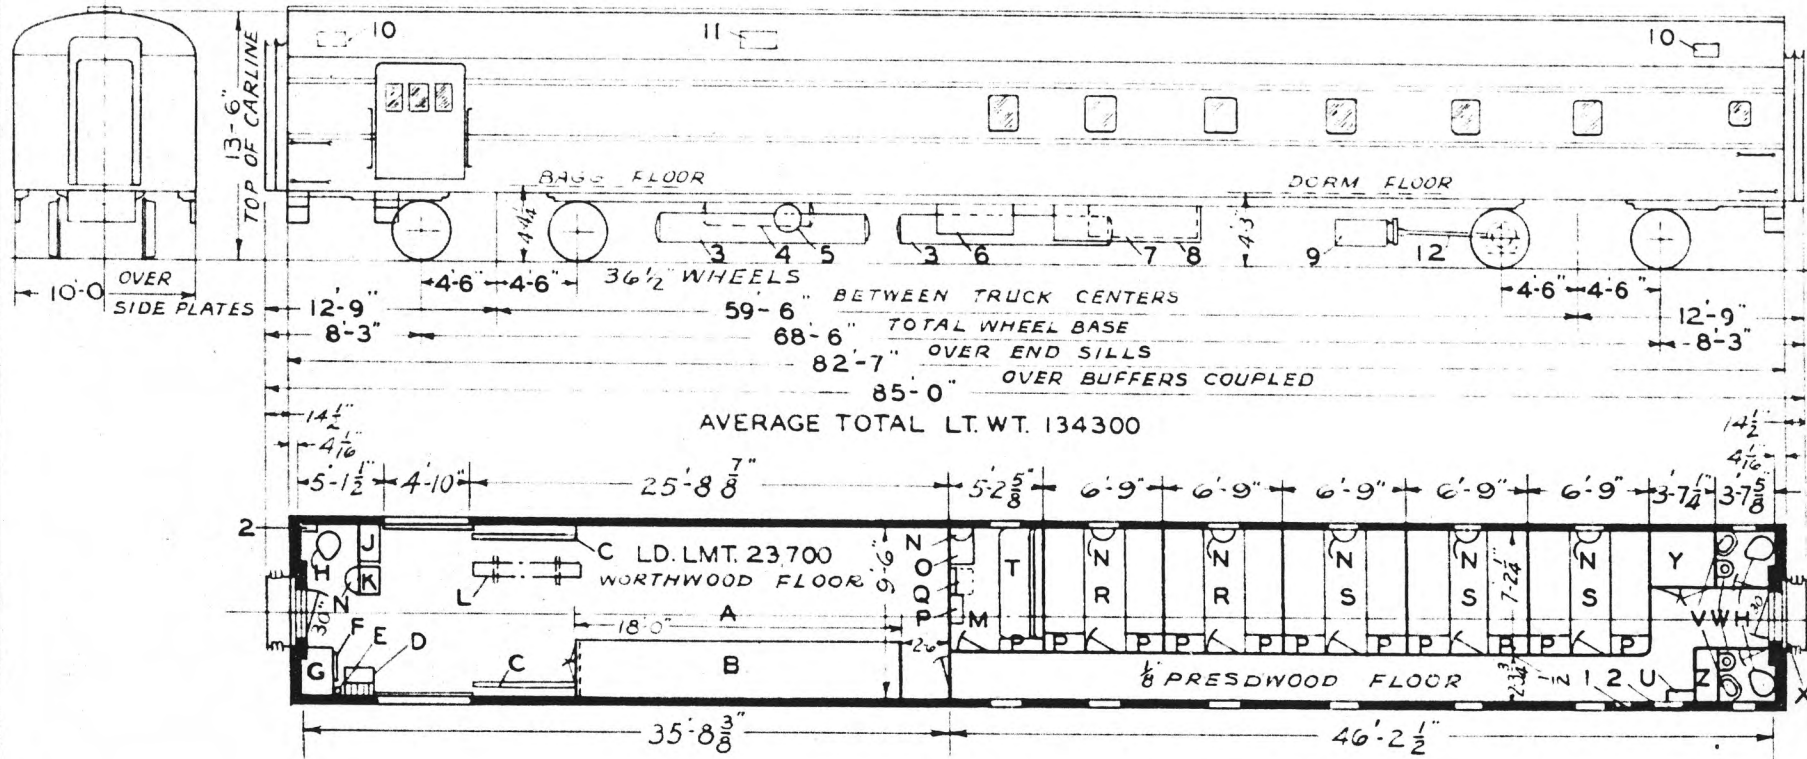 10
11
10
13'-6"
TOP OF CARLINE
BAGG FLOOR
DORM FLOOR
4'-4¼"
4'-3"
3 4 5 3 6 7 8 9 12
10'-0 OVER
SIDE PLATES
4'-6" 4'-6" 36½" WHEELS
4'-6" 4'-6"
12'-9" 59'-6" BETWEEN TRUCK CENTERS 12'-9"
8'-3" 68'-6" TOTAL WHEEL BASE 8'-3"
82'-7" OVER END SILLS
85'-0" OVER BUFFERS COUPLED
AVERAGE TOTAL LT. WT. 134300
14½" 14½"
4 1/16" 4 1/16"
5'-1½" 4'-10" 25'-8 7/8" 5'-2 5/8" 6'-9" 6'-9" 6'-9" 6'-9" 6'-9" 3'-7¼" 3'-7 5/8"
2 H J C LD. LMT. 23,700 9'-6" N T N N N N N Y
K N L WORTHWOOD FLOOR O Q R R S S S 7'-2¼"
30" A P M V W H 30"
F E D 18'-0" 2'-6" P P P P P P P P P P P
G C B ⅛ PRESDWOOD FLOOR 2'-3¾" 1 2 U Z X
35'-8 3/8" 46'-2½"